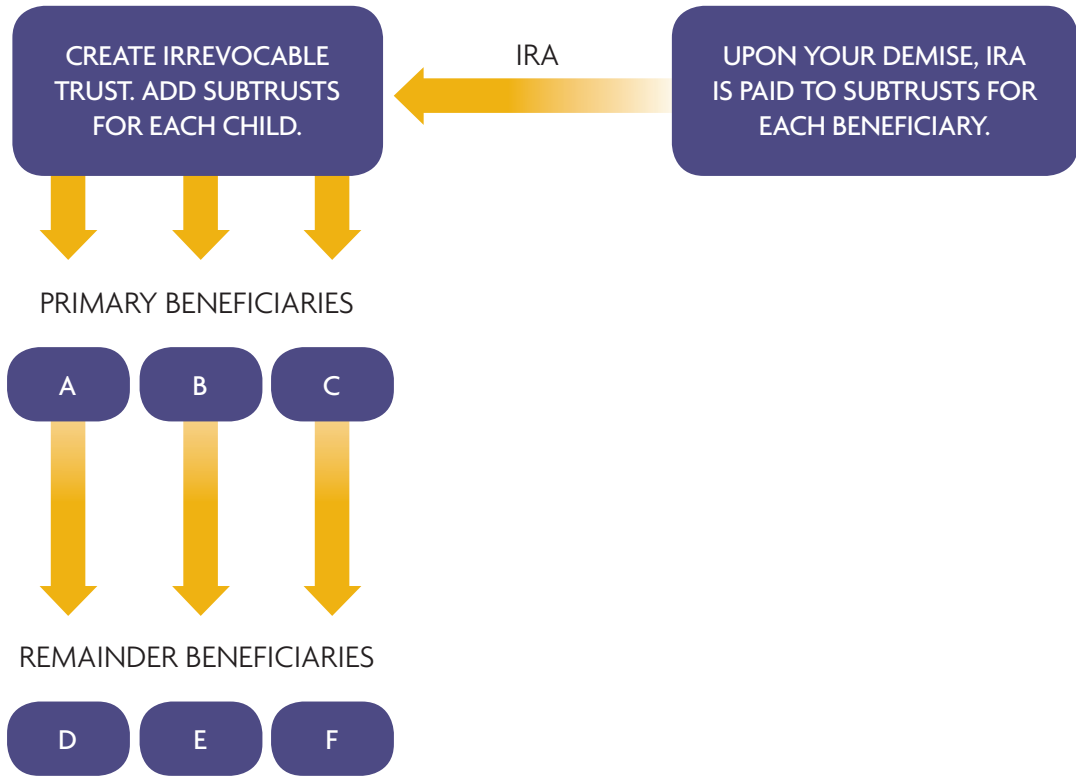 CREATE IRREVOCABLE
TRUST. ADD SUBTRUSTS
FOR EACH CHILD.
IRA
UPON YOUR DEMISE, IRA
IS PAID TO SUBTRUSTS FOR
EACH BENEFICIARY.
PRIMARY BENEFICIARIES
A
B
C
REMAINDER BENEFICIARIES
D
E
F